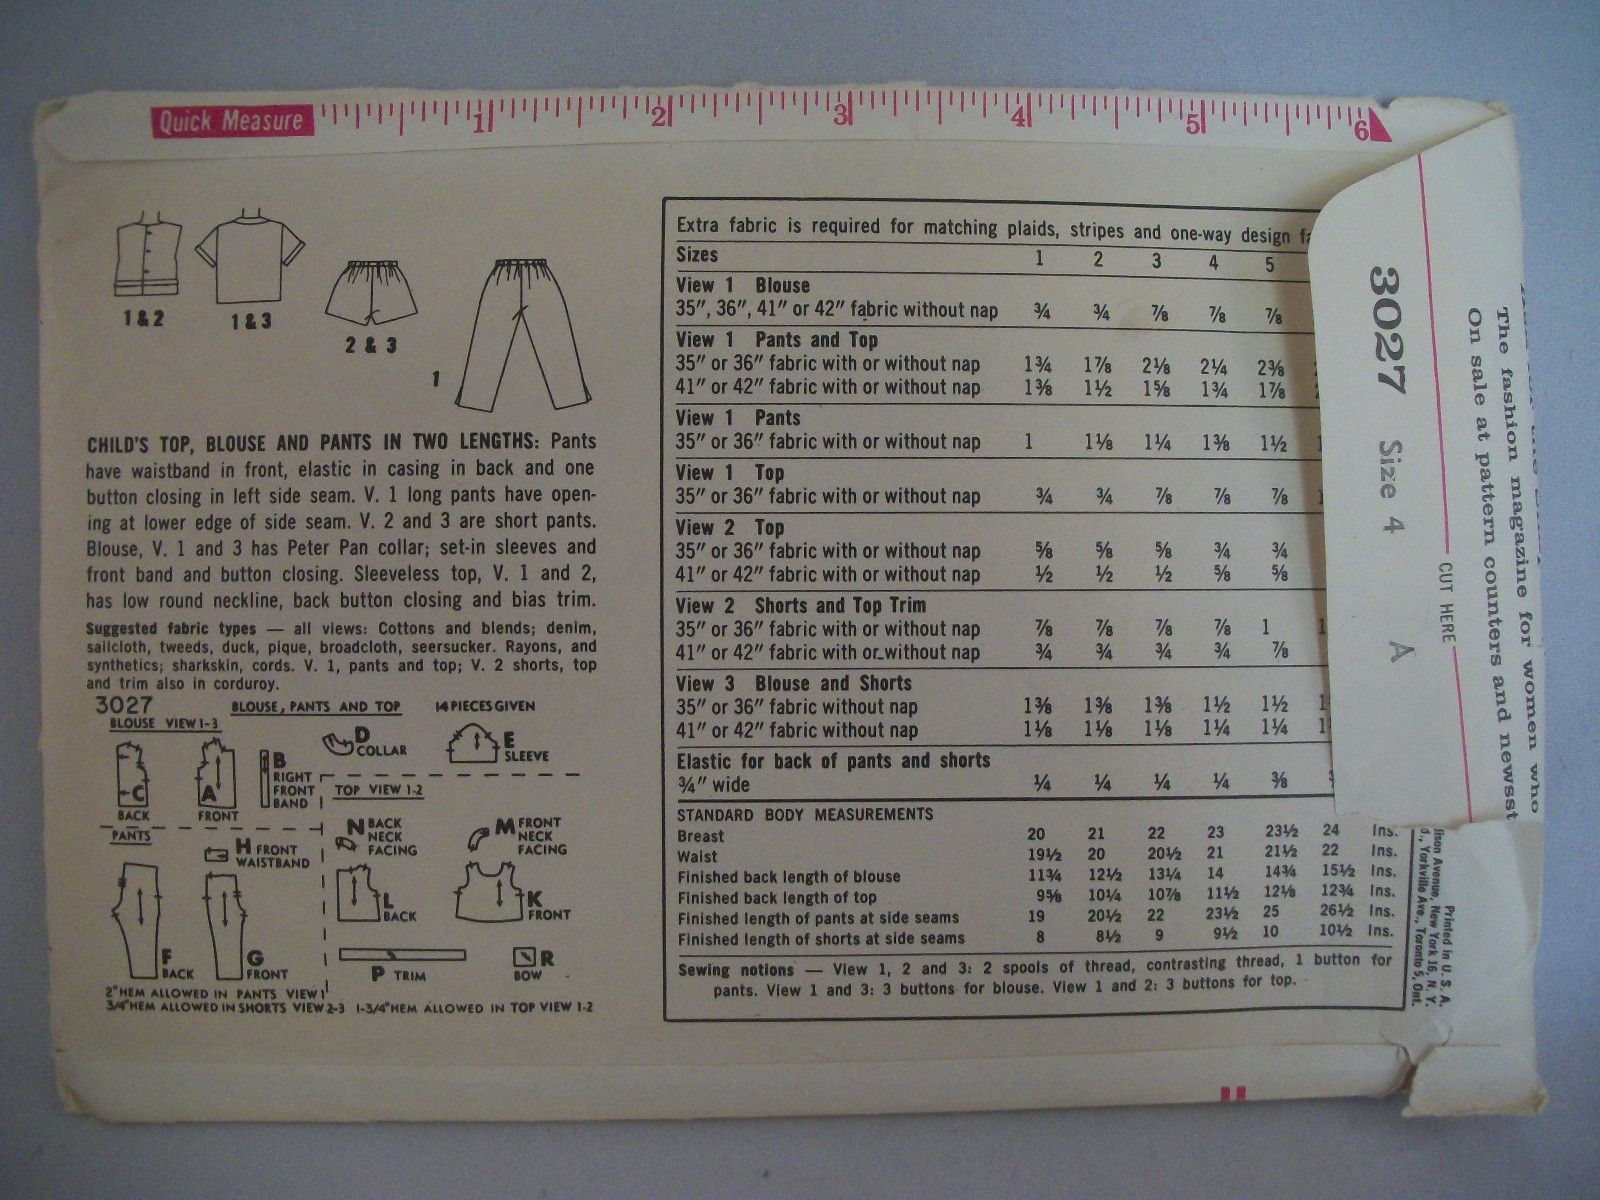 Quick Measure 1 2 3 4 5 6
1 & 2
1 & 3
2 & 3
1
CHILD'S TOP, BLOUSE AND PANTS IN TWO LENGTHS: Pants
have waistband in front, elastic in casing in back and one
button closing in left side seam. V. 1 long pants have open-
ing at lower edge of side seam. V. 2 and 3 are short pants.
Blouse, V. 1 and 3 has Peter Pan collar; set-in sleeves and
front band and button closing. Sleeveless top, V. 1 and 2,
has low round neckline, back button closing and bias trim.
Suggested fabric types — all views: Cottons and blends; denim,
sailcloth, tweeds, duck, pique, broadcloth, seersucker. Rayons, and
synthetics; sharkskin, cords. V. 1, pants and top; V. 2 shorts, top
and trim also in corduroy.
3027 BLOUSE, PANTS AND TOP 14 PIECES GIVEN
BLOUSE VIEW 1-3
C
BACK
A
FRONT
B
RIGHT
FRONT
BAND
D
COLLAR
E
SLEEVE
TOP VIEW 1-2
PANTS
H FRONT
WAISTBAND
N BACK
NECK
FACING
M FRONT
NECK
FACING
F
BACK
G
FRONT
L
BACK
K
FRONT
P TRIM
R
BOW
2" HEM ALLOWED IN PANTS VIEW 1
3/4" HEM ALLOWED IN SHORTS VIEW 2-3 1-3/4" HEM ALLOWED IN TOP VIEW 1-2
Extra fabric is required for matching plaids, stripes and one-way design
Sizes 1 2 3 4 5
View 1 Blouse
35", 36", 41" or 42" fabric without nap ¾ ¾ ⅞ ⅞ ⅞
View 1 Pants and Top
35" or 36" fabric with or without nap 1¾ 1⅞ 2⅛ 2¼ 2⅜
41" or 42" fabric with or without nap 1⅜ 1½ 1⅝ 1¾ 1⅞
View 1 Pants
35" or 36" fabric with or without nap 1 1⅛ 1¼ 1⅜ 1½
View 1 Top
35" or 36" fabric with or without nap ¾ ¾ ⅞ ⅞ ⅞
View 2 Top
35" or 36" fabric with or without nap ⅝ ⅝ ⅝ ¾ ¾
41" or 42" fabric with or without nap ½ ½ ½ ⅝ ⅝
View 2 Shorts and Top Trim
35" or 36" fabric with or without nap ⅞ ⅞ ⅞ ⅞ 1
41" or 42" fabric with or without nap ¾ ¾ ¾ ¾ ⅞
View 3 Blouse and Shorts
35" or 36" fabric without nap 1⅜ 1⅜ 1⅜ 1½ 1½
41" or 42" fabric without nap 1⅛ 1⅛ 1⅛ 1¼ 1¼
Elastic for back of pants and shorts
¾" wide ¼ ¼ ¼ ¼ ⅜
STANDARD BODY MEASUREMENTS
Breast 20 21 22 23 23½ 24 Ins.
Waist 19½ 20 20½ 21 21½ 22 Ins.
Finished back length of blouse 11¾ 12½ 13¼ 14 14¾ 15½ Ins.
Finished back length of top 9⅝ 10¼ 10⅞ 11½ 12⅛ 12¾ Ins.
Finished length of pants at side seams 19 20½ 22 23½ 25 26½ Ins.
Finished length of shorts at side seams 8 8½ 9 9½ 10 10½ Ins.
Sewing notions — View 1, 2 and 3: 2 spools of thread, contrasting thread, 1 button for
pants. View 1 and 3: 3 buttons for blouse. View 1 and 2: 3 buttons for top.
3027 Size 4 A
CUT HERE
The fashion magazine for women who
On sale at pattern counters and newsst
Printed in U. S. A.
Avenue, New York 16, N. Y.
Yorkville Ave., Toronto 5, Ont.